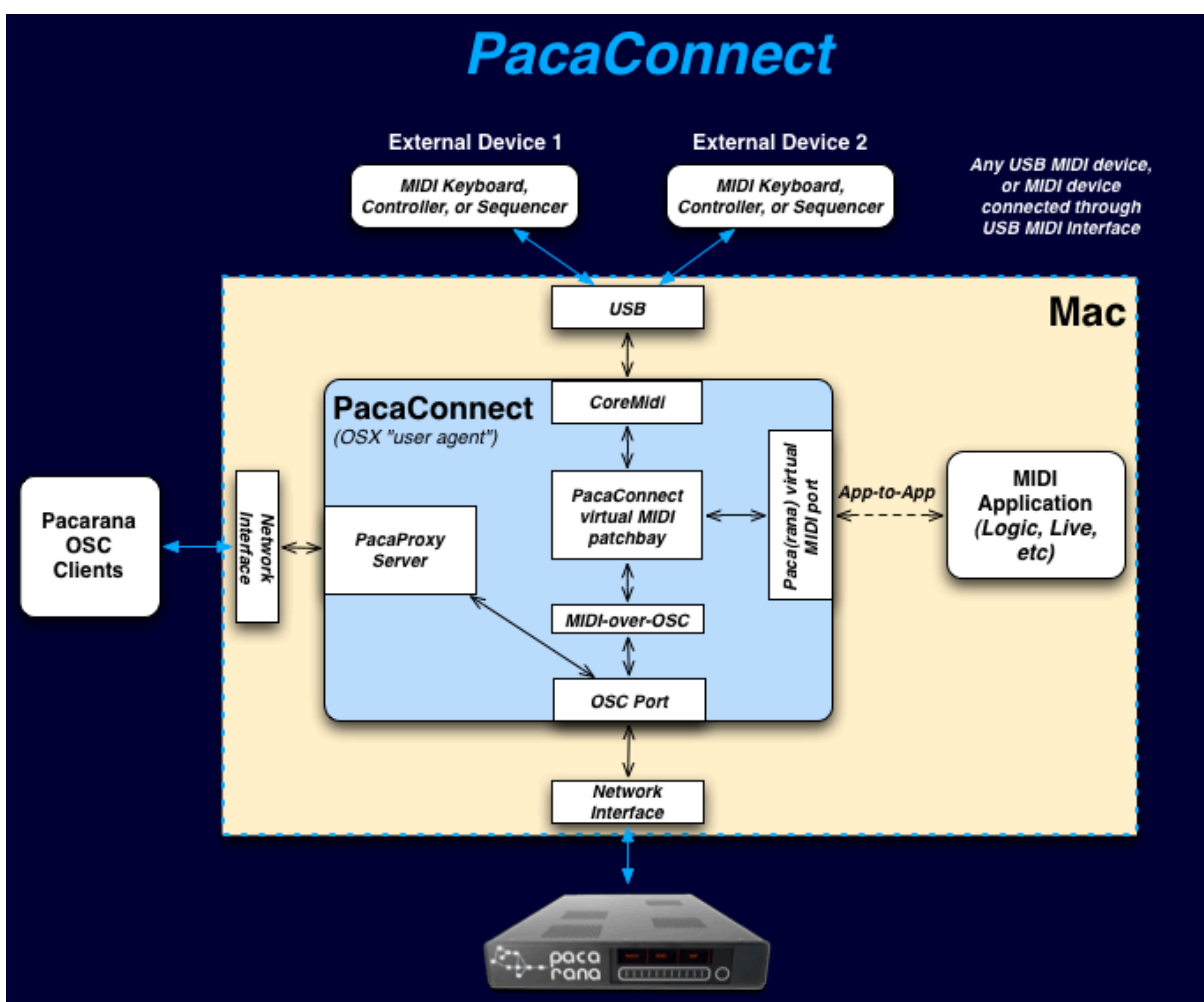 PacaConnect
External Device 1
External Device 2
MIDI Keyboard,
Controller, or Sequencer
MIDI Keyboard,
Controller, or Sequencer
Any USB MIDI device,
or MIDI device
connected through
USB MIDI Interface
Mac
USB
PacaConnect
(OSX "user agent")
CoreMidi
Pacarana
OSC
Clients
Network
Interface
PacaProxy
Server
PacaConnect
virtual MIDI
patchbay
Paca(rana) virtual
MIDI port
App-to-App
MIDI
Application
(Logic, Live,
etc)
MIDI-over-OSC
OSC Port
Network
Interface
paca
rana